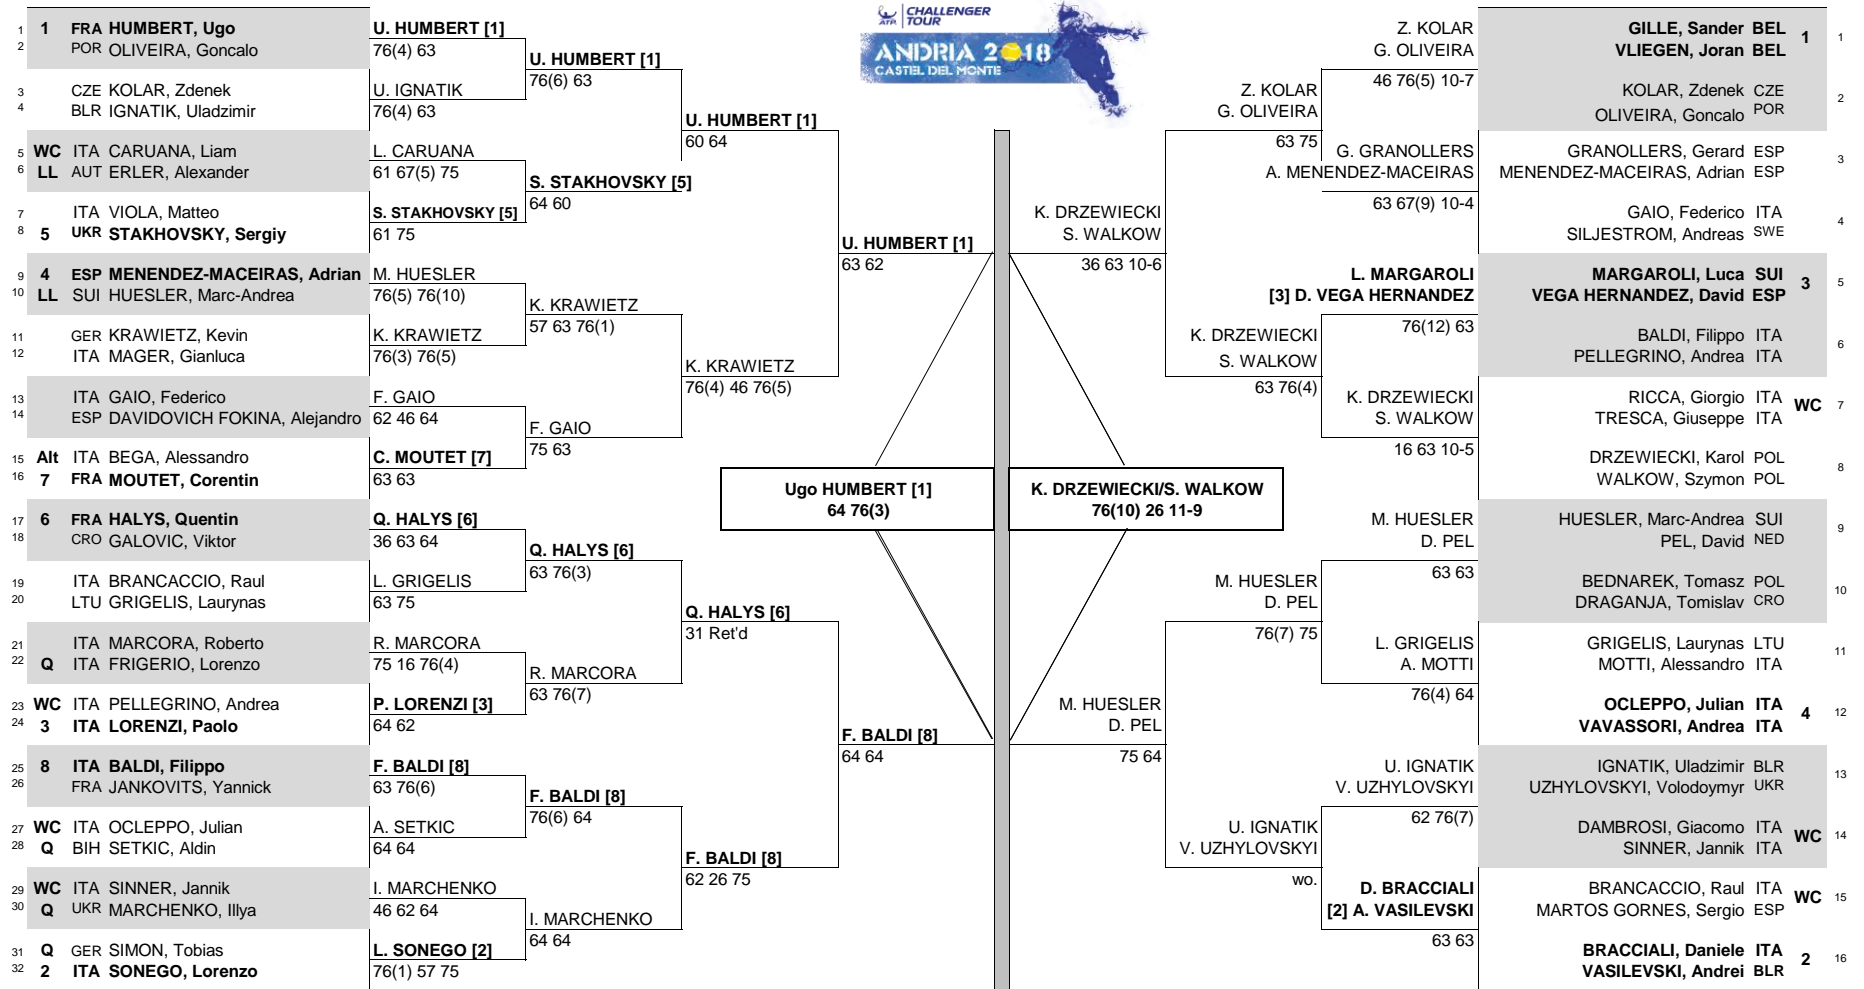 ATP CHALLENGER
TOUR
ANDRIA 2018
CASTEL DEL MONTE
1 1 FRA HUMBERT, Ugo
2 POR OLIVEIRA, Goncalo
3 CZE KOLAR, Zdenek
4 BLR IGNATIK, Uladzimir
5 WC ITA CARUANA, Liam
6 LL AUT ERLER, Alexander
7 ITA VIOLA, Matteo
8 5 UKR STAKHOVSKY, Sergiy
9 4 ESP MENENDEZ-MACEIRAS, Adrian
10 LL SUI HUESLER, Marc-Andrea
11 GER KRAWIETZ, Kevin
12 ITA MAGER, Gianluca
13 ITA GAIO, Federico
14 ESP DAVIDOVICH FOKINA, Alejandro
15 Alt ITA BEGA, Alessandro
16 7 FRA MOUTET, Corentin
17 6 FRA HALYS, Quentin
18 CRO GALOVIC, Viktor
19 ITA BRANCACCIO, Raul
20 LTU GRIGELIS, Laurynas
21 ITA MARCORA, Roberto
22 Q ITA FRIGERIO, Lorenzo
23 WC ITA PELLEGRINO, Andrea
24 3 ITA LORENZI, Paolo
25 8 ITA BALDI, Filippo
26 FRA JANKOVITS, Yannick
27 WC ITA OCLEPPO, Julian
28 Q BIH SETKIC, Aldin
29 WC ITA SINNER, Jannik
30 Q UKR MARCHENKO, Illya
31 Q GER SIMON, Tobias
32 2 ITA SONEGO, Lorenzo
U. HUMBERT [1]
76(4) 63
U. IGNATIK
76(4) 63
L. CARUANA
61 67(5) 75
S. STAKHOVSKY [5]
61 75
M. HUESLER
76(5) 76(10)
K. KRAWIETZ
76(3) 76(5)
F. GAIO
62 46 64
C. MOUTET [7]
63 63
Q. HALYS [6]
36 63 64
L. GRIGELIS
63 75
R. MARCORA
75 16 76(4)
P. LORENZI [3]
64 62
F. BALDI [8]
63 76(6)
A. SETKIC
64 64
I. MARCHENKO
46 62 64
L. SONEGO [2]
76(1) 57 75
U. HUMBERT [1]
76(6) 63
S. STAKHOVSKY [5]
64 60
K. KRAWIETZ
57 63 76(1)
F. GAIO
75 63
Q. HALYS [6]
63 76(3)
R. MARCORA
63 76(7)
F. BALDI [8]
76(6) 64
I. MARCHENKO
64 64
U. HUMBERT [1]
60 64
K. KRAWIETZ
76(4) 46 76(5)
Q. HALYS [6]
31 Ret'd
F. BALDI [8]
62 26 75
U. HUMBERT [1]
63 62
F. BALDI [8]
64 64
Ugo HUMBERT [1]
64 76(3)
K. DRZEWIECKI/S. WALKOW
76(10) 26 11-9
K. DRZEWIECKI
S. WALKOW
36 63 10-6
M. HUESLER
D. PEL
75 64
Z. KOLAR
G. OLIVEIRA
63 75
K. DRZEWIECKI
S. WALKOW
63 76(4)
M. HUESLER
D. PEL
76(7) 75
U. IGNATIK
V. UZHYLOVSKYI
wo.
Z. KOLAR
G. OLIVEIRA
46 76(5) 10-7
G. GRANOLLERS
A. MENENDEZ-MACEIRAS
63 67(9) 10-4
L. MARGAROLI
[3] D. VEGA HERNANDEZ
76(12) 63
K. DRZEWIECKI
S. WALKOW
16 63 10-5
M. HUESLER
D. PEL
63 63
L. GRIGELIS
A. MOTTI
76(4) 64
U. IGNATIK
V. UZHYLOVSKYI
62 76(7)
D. BRACCIALI
[2] A. VASILEVSKI
63 63
GILLE, Sander BEL 1 1
VLIEGEN, Joran BEL
KOLAR, Zdenek CZE 2
OLIVEIRA, Goncalo POR
GRANOLLERS, Gerard ESP 3
MENENDEZ-MACEIRAS, Adrian ESP
GAIO, Federico ITA 4
SILJESTROM, Andreas SWE
MARGAROLI, Luca SUI 3 5
VEGA HERNANDEZ, David ESP
BALDI, Filippo ITA 6
PELLEGRINO, Andrea ITA
RICCA, Giorgio ITA WC 7
TRESCA, Giuseppe ITA
DRZEWIECKI, Karol POL 8
WALKOW, Szymon POL
HUESLER, Marc-Andrea SUI 9
PEL, David NED
BEDNAREK, Tomasz POL 10
DRAGANJA, Tomislav CRO
GRIGELIS, Laurynas LTU 11
MOTTI, Alessandro ITA
OCLEPPO, Julian ITA 4 12
VAVASSORI, Andrea ITA
IGNATIK, Uladzimir BLR 13
UZHYLOVSKYI, Volodoymyr UKR
DAMBROSI, Giacomo ITA WC 14
SINNER, Jannik ITA
BRANCACCIO, Raul ITA WC 15
MARTOS GORNES, Sergio ESP
BRACCIALI, Daniele ITA 2 16
VASILEVSKI, Andrei BLR